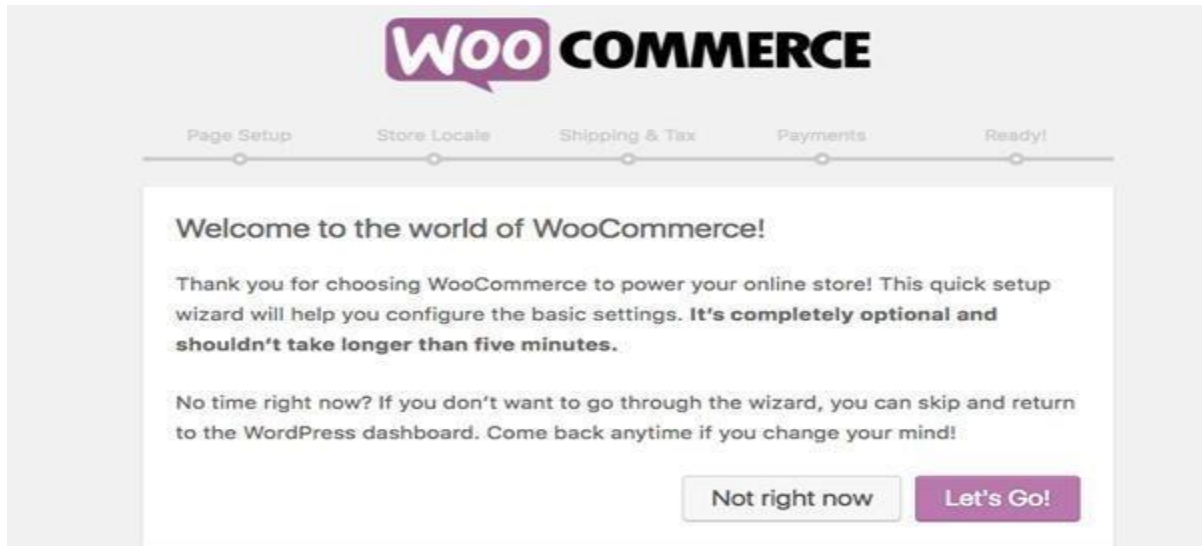 WOO COMMERCE
Page Setup Store Locale Shipping & Tax Payments Ready!
Welcome to the world of WooCommerce!
Thank you for choosing WooCommerce to power your online store! This quick setup
wizard will help you configure the basic settings. It's completely optional and
shouldn't take longer than five minutes.
No time right now? If you don't want to go through the wizard, you can skip and return
to the WordPress dashboard. Come back anytime if you change your mind!
Not right now Let's Go!